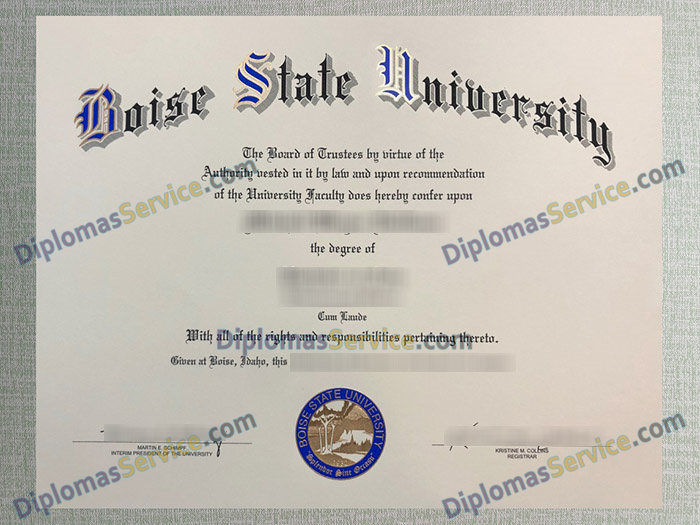 Boise State University
The Board of Trustees by virtue of the
Authority vested in it by law and upon recommendation
of the University Faculty does hereby confer upon
the degree of
Cum Laude
With all of the rights and responsibilities pertaining thereto.
Given at Boise, Idaho, this
BOISE STATE UNIVERSITY
"Splendor Sine Occasu"
MARTIN E. SCHIMPF
INTERIM PRESIDENT OF THE UNIVERSITY
KRISTINE M. COLLINS
REGISTRAR
DiplomasService.com
DiplomasService.com
DiplomasService.com
DiplomasService.com
DiplomasService.com